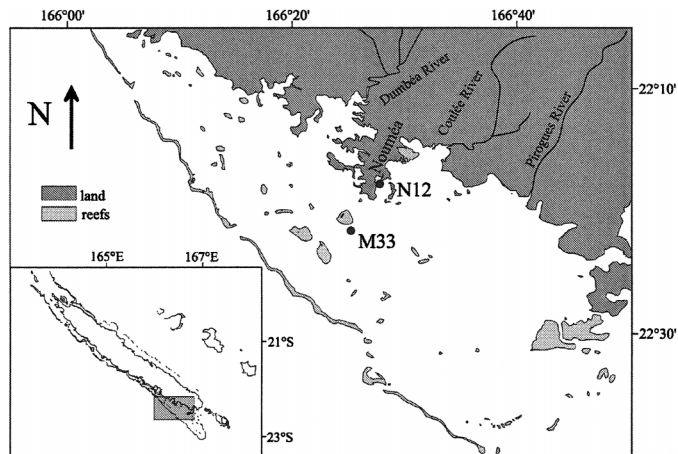 166°00'
166°20'
166°40'
22°10'
N
Dumbéa River
Coulée River
Pirogues River
Nouméa
N12
land
reefs
M33
165°E
167°E
22°30'
21°S
23°S